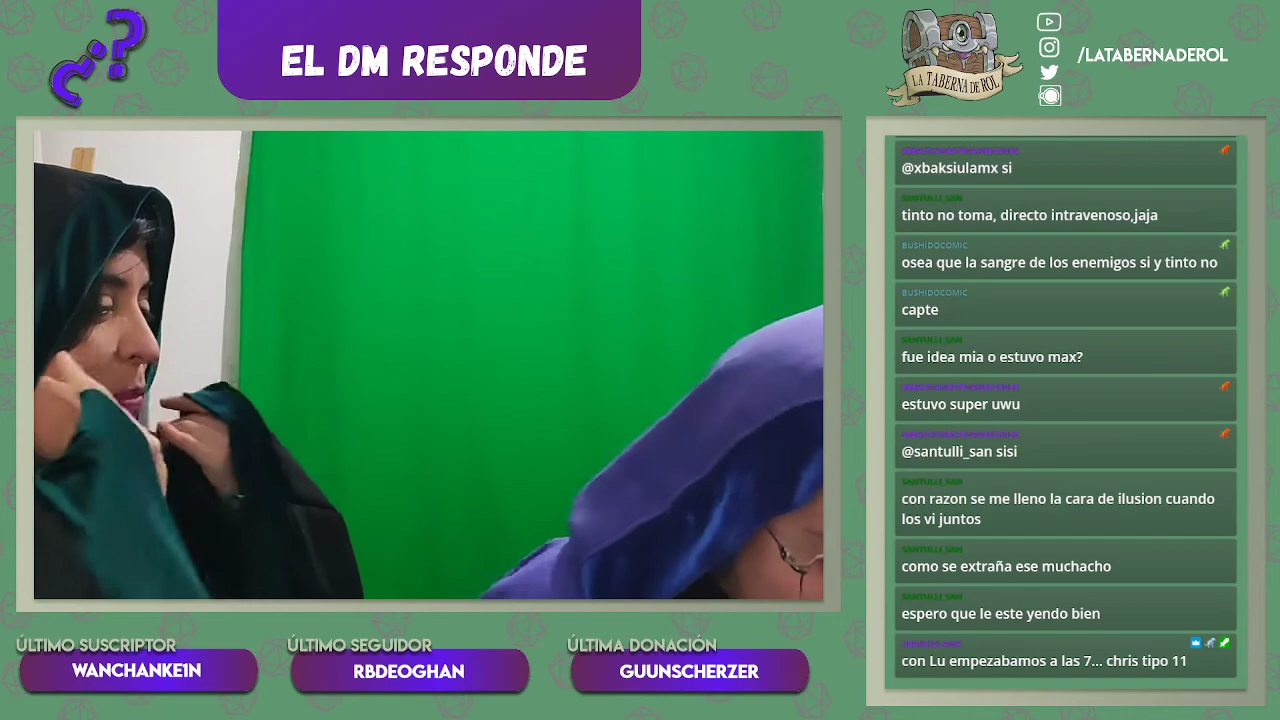 ¿?
EL DM RESPONDE
LA TABERNA DE ROL
/LATABERNADEROL
@xbaksiulamx si
SANTULLI_SAN
tinto no toma, directo intravenoso,jaja
BUSHIDOCOMIC
osea que la sangre de los enemigos si y tinto no
BUSHIDOCOMIC
capte
SANTULLI_SAN
fue idea mia o estuvo max?
estuvo super uwu
@santulli_san sisi
SANTULLI_SAN
con razon se me lleno la cara de ilusion cuando
los vi juntos
SANTULLI_SAN
como se extraña ese muchacho
SANTULLI_SAN
espero que le este yendo bien
con Lu empezabamos a las 7... chris tipo 11
ÚLTIMO SUSCRIPTOR
WANCHANKE1N
ÚLTIMO SEGUIDOR
RBDEOGHAN
ÚLTIMA DONACIÓN
GUUNSCHERZER